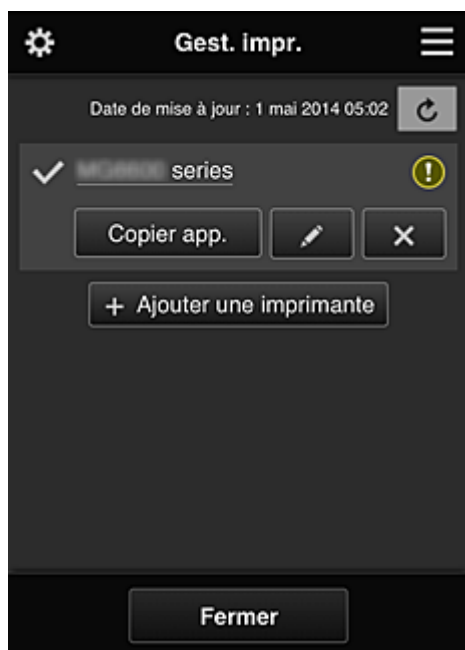 Gest. impr.
Date de mise à jour : 1 mai 2014 05:02
series
Copier app.
+ Ajouter une imprimante
Fermer